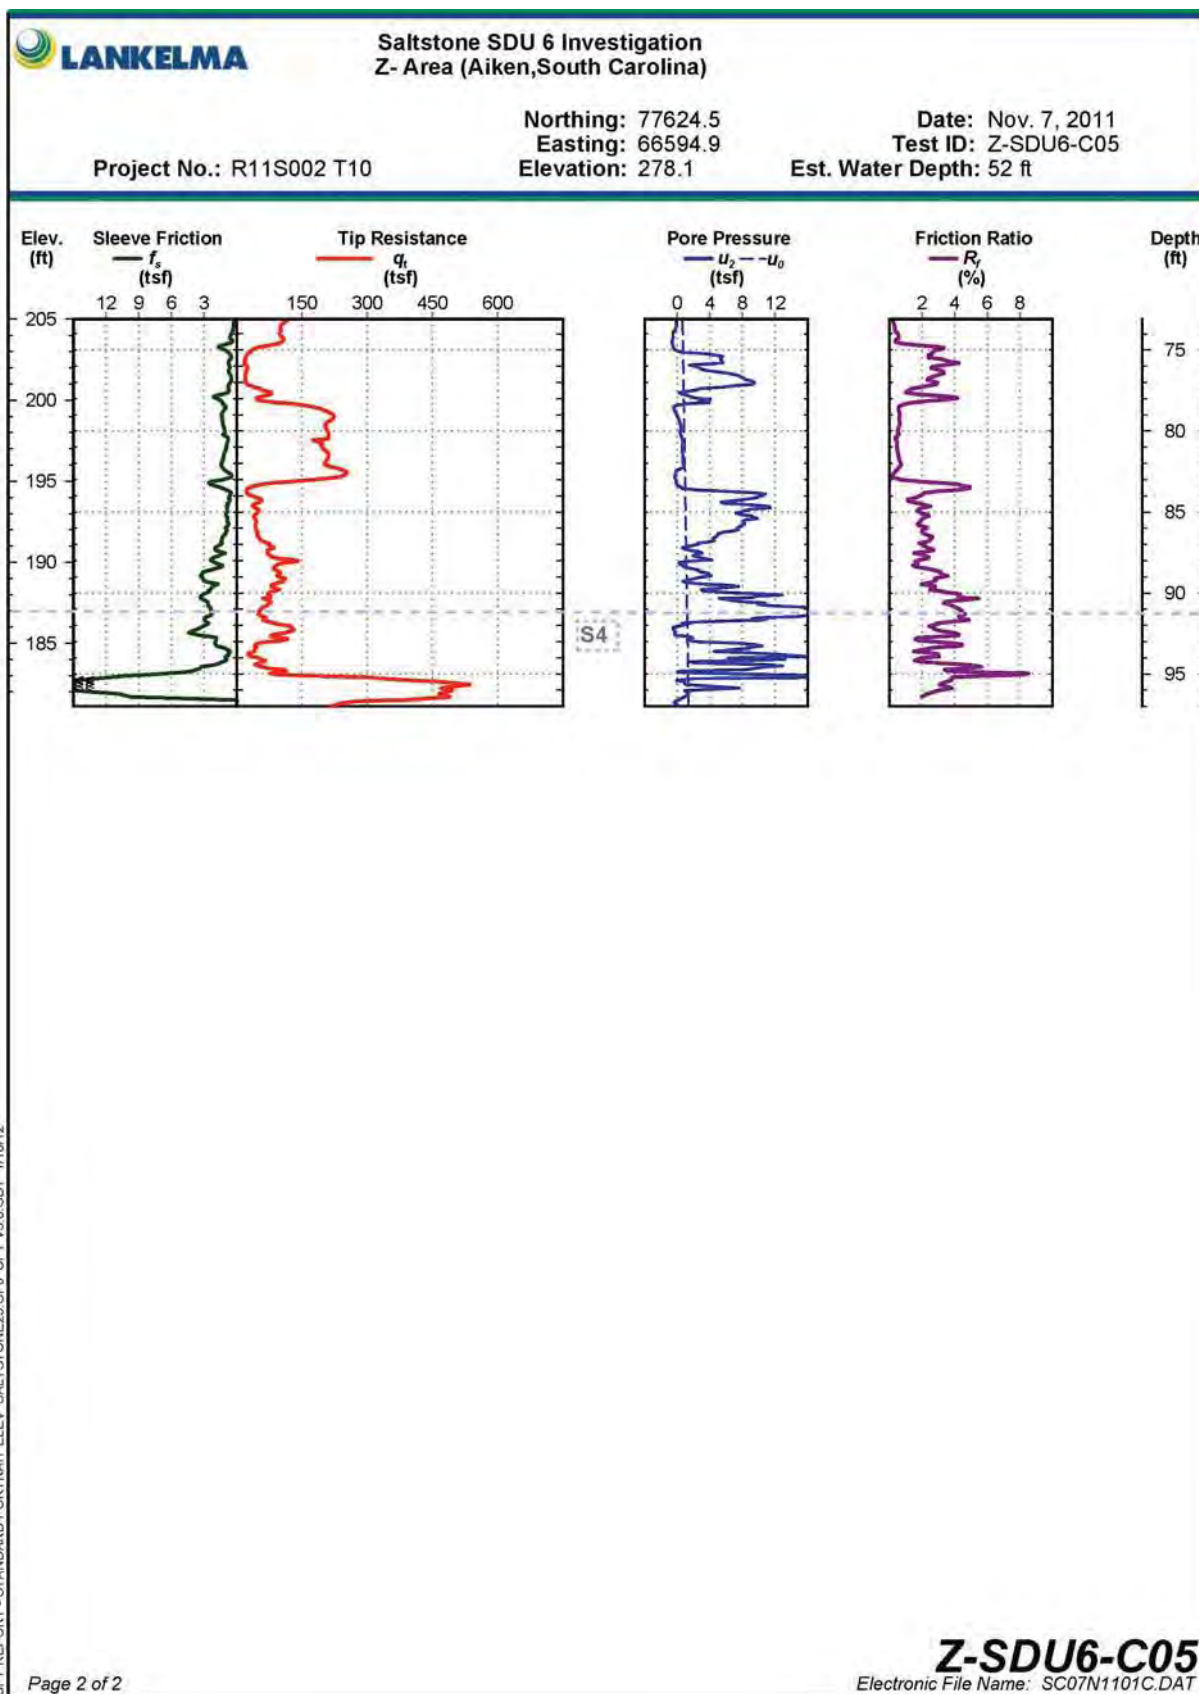 LANKELMA
Saltstone SDU 6 Investigation
Z- Area (Aiken,South Carolina)
Northing: 77624.5
Date: Nov. 7, 2011
Easting: 66594.9
Test ID: Z-SDU6-C05
Project No.: R11S002 T10
Elevation: 278.1
Est. Water Depth: 52 ft
Elev. (ft)
Sleeve Friction
fs
(tsf)
Tip Resistance
qt
(tsf)
Pore Pressure
u2 u0
(tsf)
Friction Ratio
Rf
(%)
Depth (ft)
12 9 6 3
150 300 450 600
0 4 8 12
2 4 6 8
205
75
200
80
195
85
190
90
S4
185
95
Z-SDU6-C05
Page 2 of 2
Electronic File Name: SC07N1101C.DAT